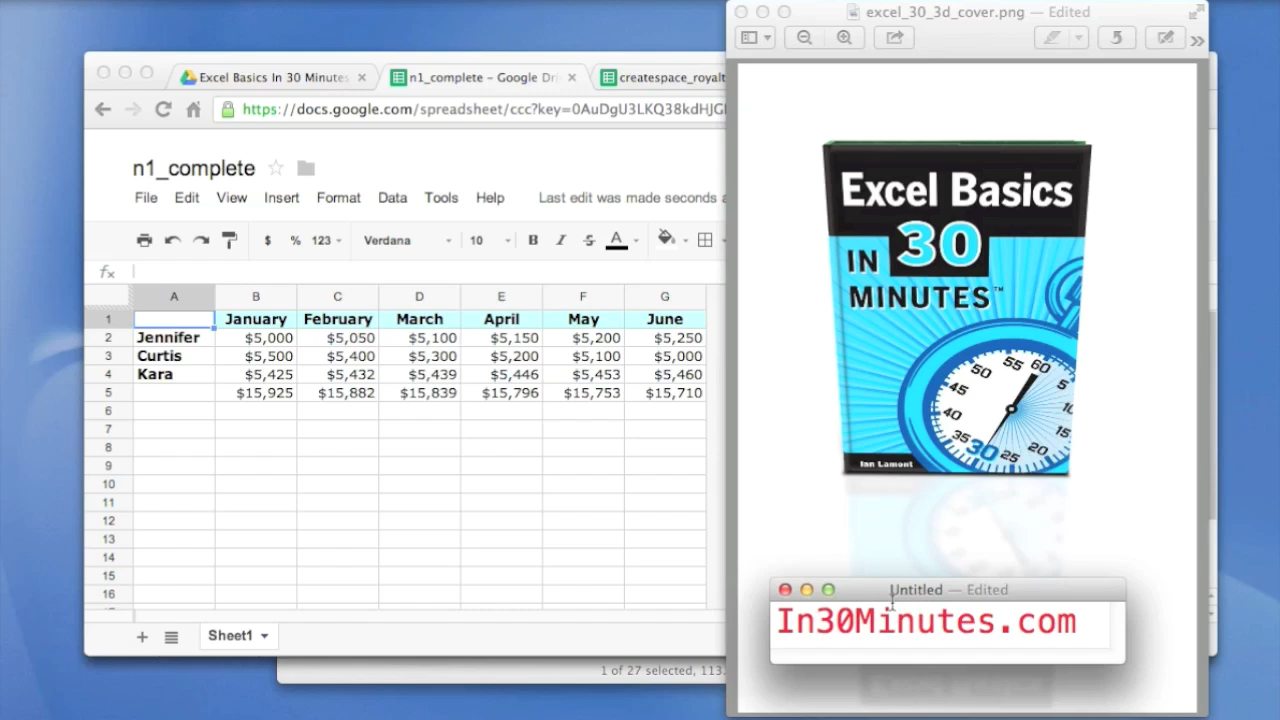 excel_30_3d_cover.png — Edited
Excel Basics In 30 Minutes
n1_complete – Google Dri
createspace_royalt
https://docs.google.com/spreadsheet/ccc?key=0AuDgU3LKQ38kdHJG
n1_complete
File Edit View Insert Format Data Tools Help Last edit was made seconds a
$ % 123 Verdana 10 B I S A
fx
A B C D E F G
1 January February March April May June
2 Jennifer $5,000 $5,050 $5,100 $5,150 $5,200 $5,250
3 Curtis $5,500 $5,400 $5,300 $5,200 $5,100 $5,000
4 Kara $5,425 $5,432 $5,439 $5,446 $5,453 $5,460
5 $15,925 $15,882 $15,839 $15,796 $15,753 $15,710
6
7
8
9
10
11
12
13
14
15
16
Sheet1
1 of 27 selected, 113.
Excel Basics
IN 30
MINUTES™
55 60
50
45
40
35 30 25 20 15 10
Ian Lamont
Untitled — Edited
In30Minutes.com